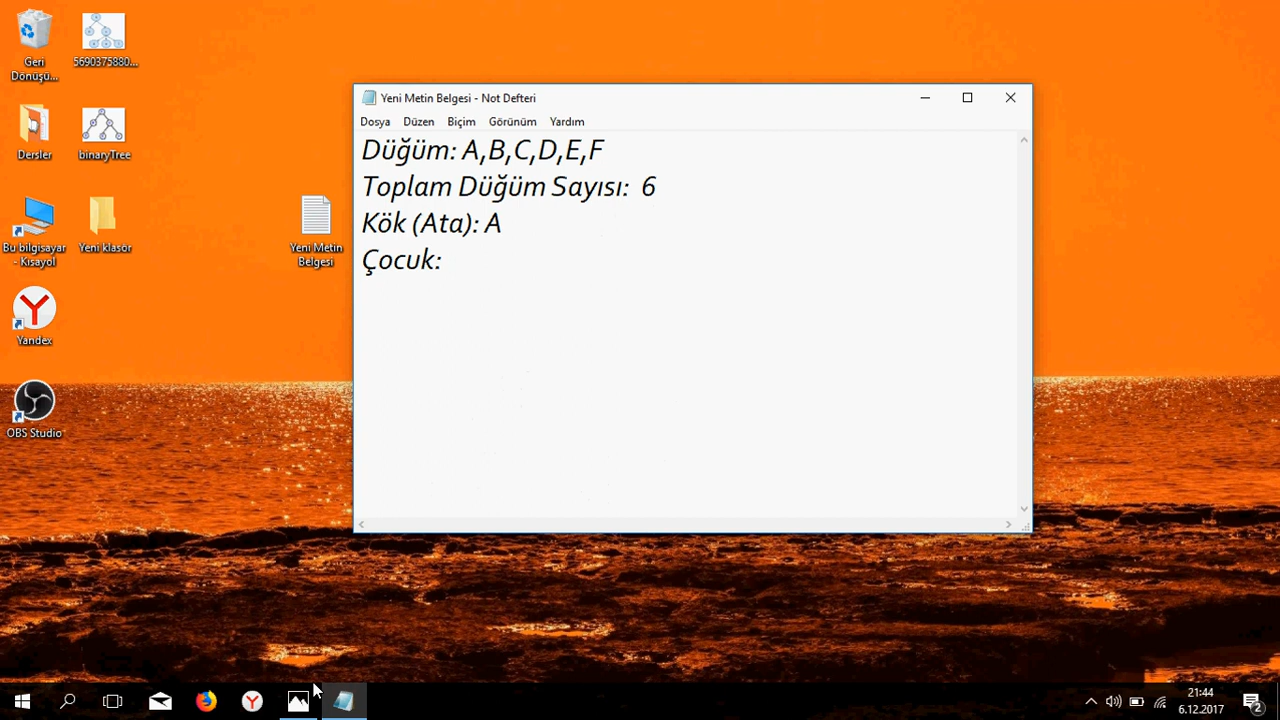 Geri Dönüşü...
5690375880...
Dersler
binaryTree
Bu bilgisayar - Kısayol
Yeni klasör
Yeni Metin Belgesi
Yandex
OBS Studio
Yeni Metin Belgesi - Not Defteri
Dosya Düzen Biçim Görünüm Yardım
Düğüm: A,B,C,D,E,F
Toplam Düğüm Sayısı: 6
Kök (Ata): A
Çocuk:
21:44
6.12.2017
2